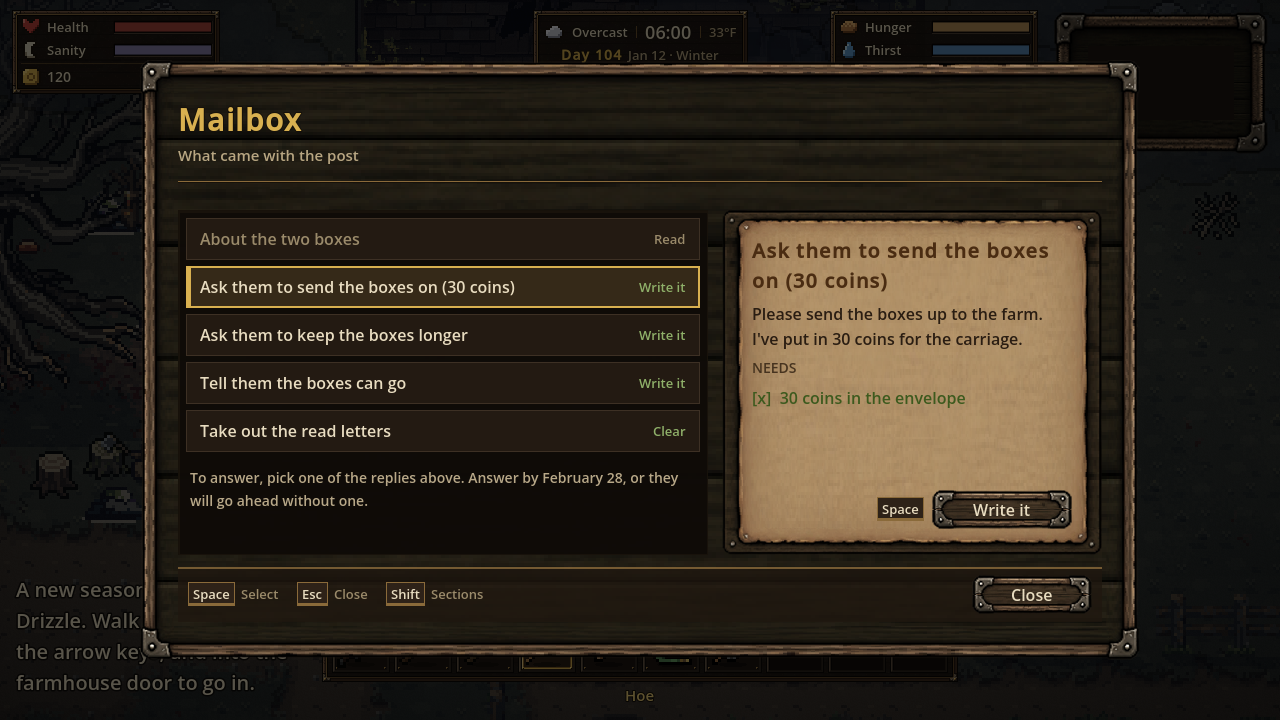 Health
Sanity
120
Overcast
06:00
33°F
Day 104 Jan 12 · Winter
Hunger
Thirst
Mailbox
What came with the post
About the two boxes
Read
Ask them to send the boxes on (30 coins)
Write it
Ask them to keep the boxes longer
Write it
Tell them the boxes can go
Write it
Take out the read letters
Clear
To answer, pick one of the replies above. Answer by February 28, or they
will go ahead without one.
Ask them to send the boxes
on (30 coins)
Please send the boxes up to the farm.
I've put in 30 coins for the carriage.
NEEDS
[x] 30 coins in the envelope
Space
Write it
Space Select
Esc Close
Shift Sections
Close
A new season
Drizzle. Walk
the arrow key
farmhouse door to go in.
Hoe